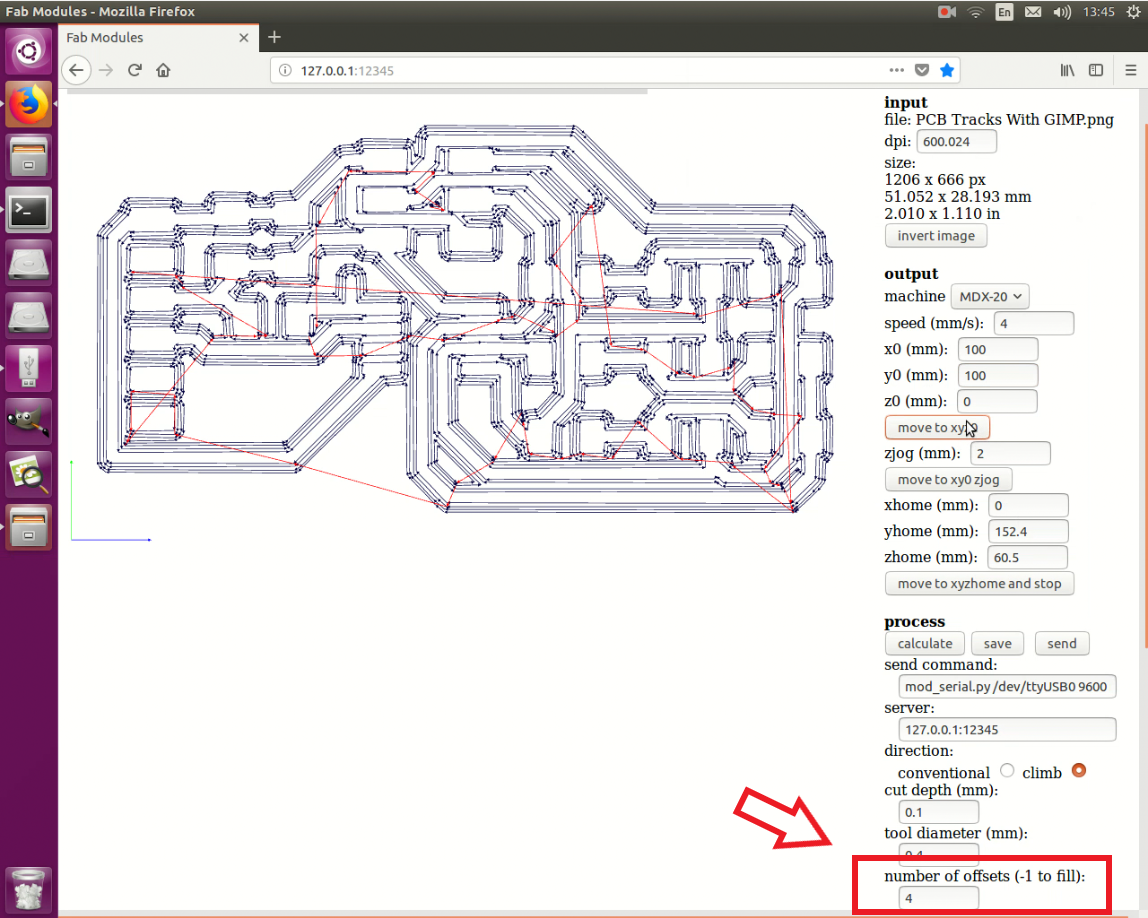 Fab Modules - Mozilla Firefox
En
13:45
Fab Modules
127.0.0.1:12345
input
file: PCB Tracks With GIMP.png
dpi: 600.024
size:
1206 x 666 px
51.052 x 28.193 mm
2.010 x 1.110 in
invert image
output
machine MDX-20
speed (mm/s): 4
x0 (mm): 100
y0 (mm): 100
z0 (mm): 0
move to xyz0
zjog (mm): 2
move to xy0 zjog
xhome (mm): 0
yhome (mm): 152.4
zhome (mm): 60.5
move to xyzhome and stop
process
calculate save send
send command:
mod_serial.py /dev/ttyUSB0 9600
server:
127.0.0.1:12345
direction:
conventional climb
cut depth (mm):
0.1
tool diameter (mm):
0.4
number of offsets (-1 to fill):
4